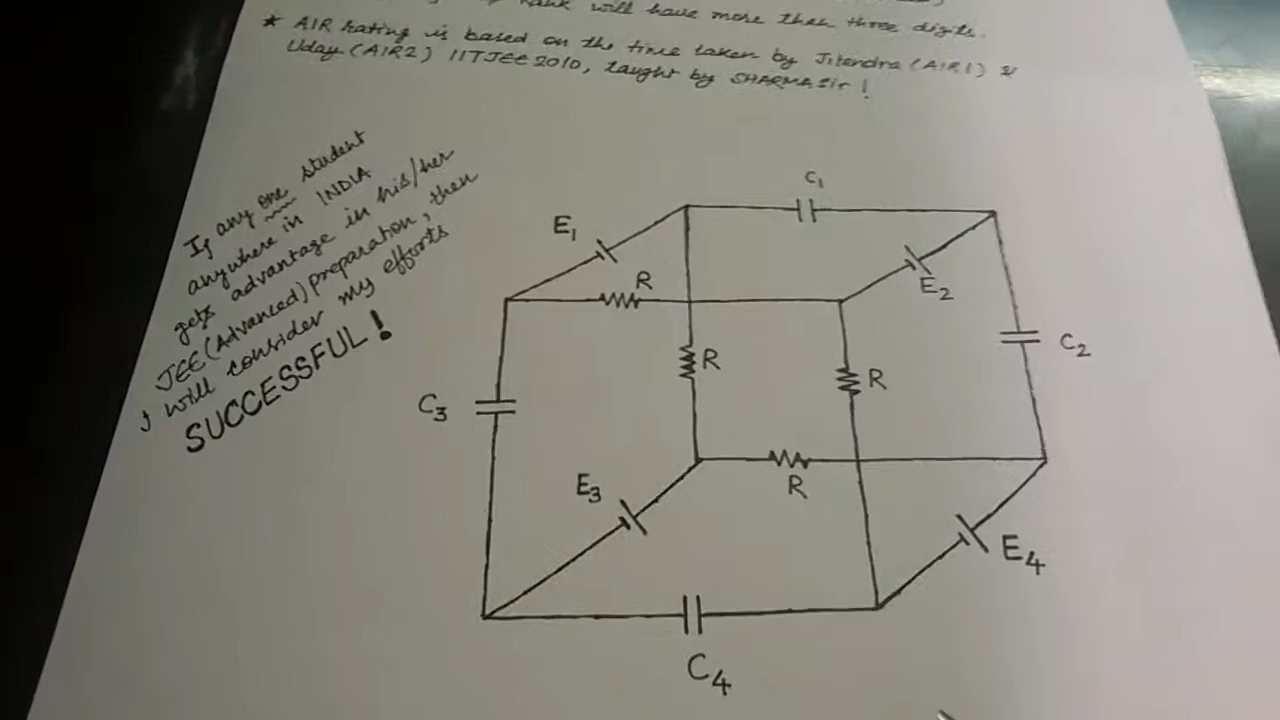 Rank will have more than three digits.
* AIR rating is based on the time taken by Jitendra (AIR1) &
Uday (AIR2) IITJEE 2010, taught by SHARMA Sir!
If any one student
anywhere in INDIA
gets advantage in his/her
JEE (Advanced) preparation, then
I will consider my efforts
SUCCESSFUL!
C1
E1
R
E2
R
R
C2
C3
E3
R
E4
C4